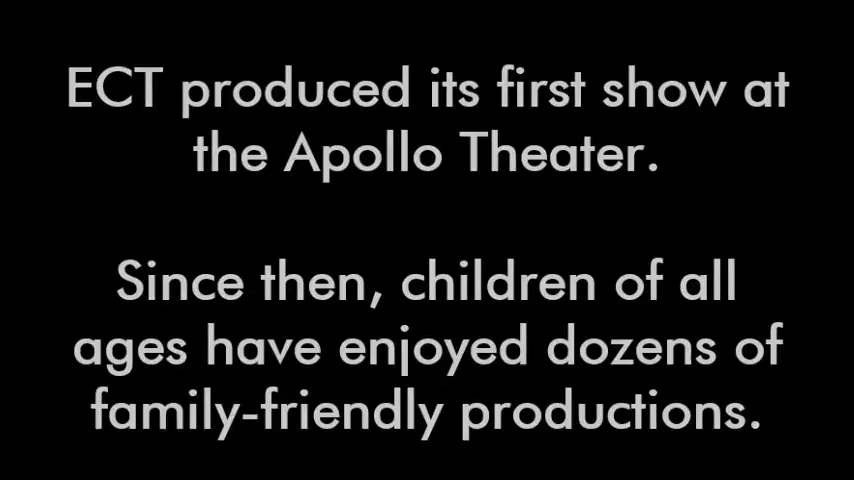 ECT produced its first show at
the Apollo Theater.
Since then, children of all
ages have enjoyed dozens of
family-friendly productions.